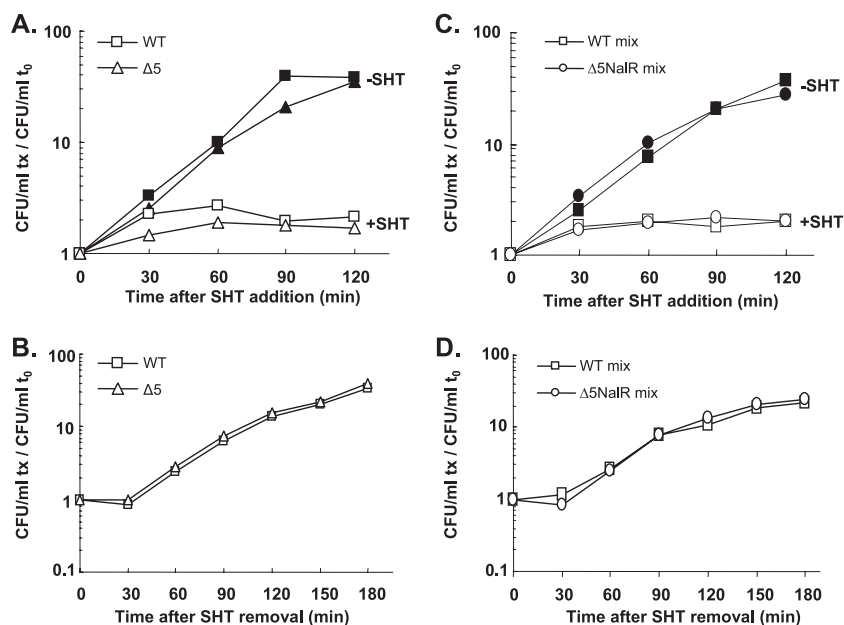 A.
WT
Δ5
-SHT
+SHT
CFU/ml tx / CFU/ml t0
100
10
1
0 30 60 90 120
Time after SHT addition (min)
C.
WT mix
Δ5NalR mix
-SHT
+SHT
CFU/ml tx / CFU/ml t0
100
10
1
0 30 60 90 120
Time after SHT addition (min)
B.
WT
Δ5
CFU/ml tx / CFU/ml t0
100
10
1
0.1
0 30 60 90 120 150 180
Time after SHT removal (min)
D.
WT mix
Δ5NalR mix
CFU/ml tx / CFU/ml t0
100
10
1
0.1
0 30 60 90 120 150 180
Time after SHT removal (min)